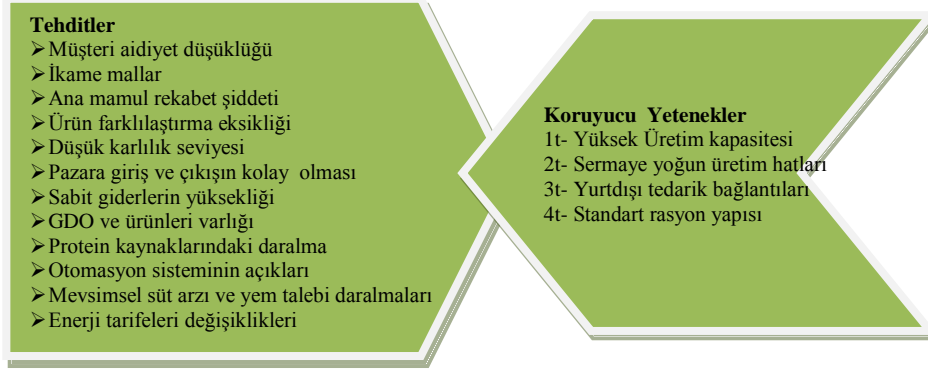 Tehditler
➢Müşteri aidiyet düşüklüğü
➢İkame mallar
➢Ana mamul rekabet şiddeti
➢Ürün farklılaştırma eksikliği
➢Düşük karlılık seviyesi
➢Pazara giriş ve çıkışın kolay olması
➢Sabit giderlerin yüksekliği
➢GDO ve ürünleri varlığı
➢Protein kaynaklarındaki daralma
➢Otomasyon sisteminin açıkları
➢Mevsimsel süt arzı ve yem talebi daralmaları
➢Enerji tarifeleri değişiklikleri
Koruyucu Yetenekler
1t- Yüksek Üretim kapasitesi
2t- Sermaye yoğun üretim hatları
3t- Yurtdışı tedarik bağlantıları
4t- Standart rasyon yapısı